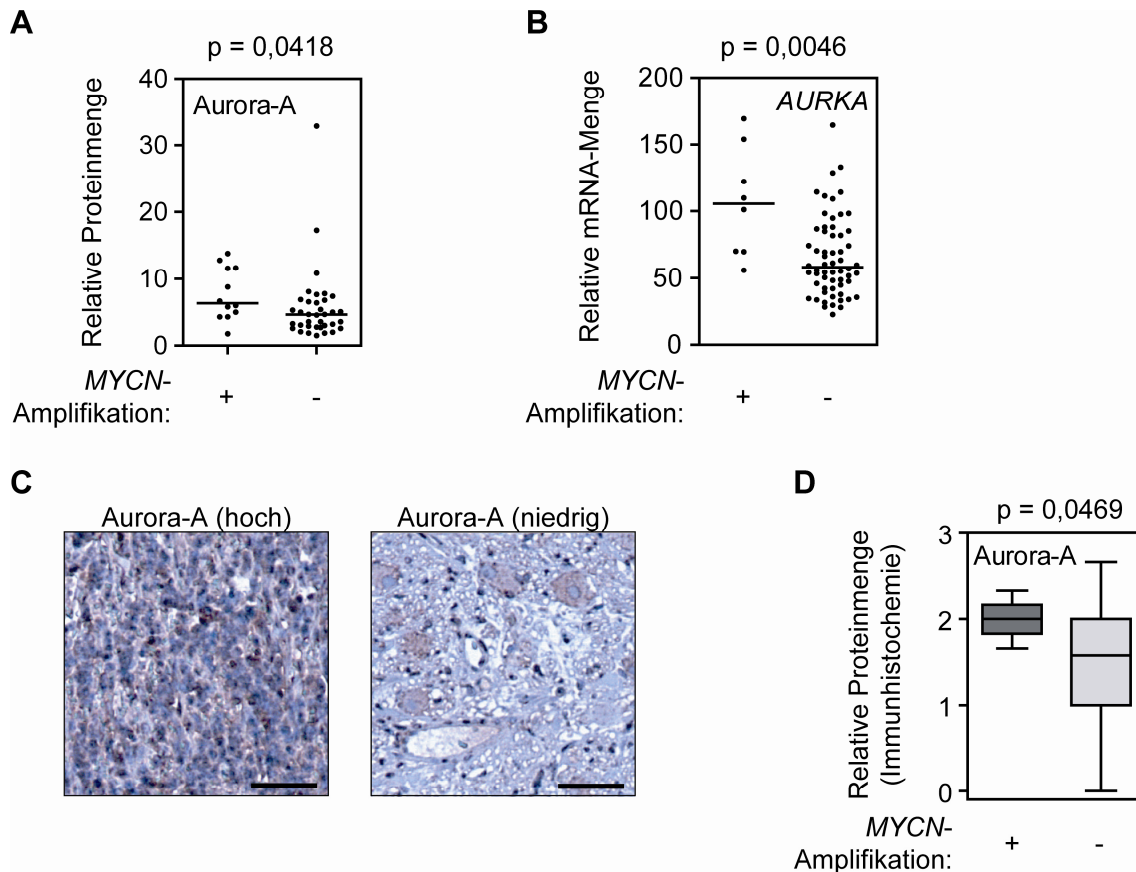 A
p = 0,0418
Relative Proteinmenge
40
30
20
10
0
Aurora-A
MYCN-
Amplifikation:
+
-
B
p = 0,0046
Relative mRNA-Menge
200
150
100
50
0
AURKA
MYCN-
Amplifikation:
+
-
C
Aurora-A (hoch)
Aurora-A (niedrig)
D
p = 0,0469
Relative Proteinmenge
(Immunhistochemie)
3
2
1
0
Aurora-A
MYCN-
Amplifikation:
+
-